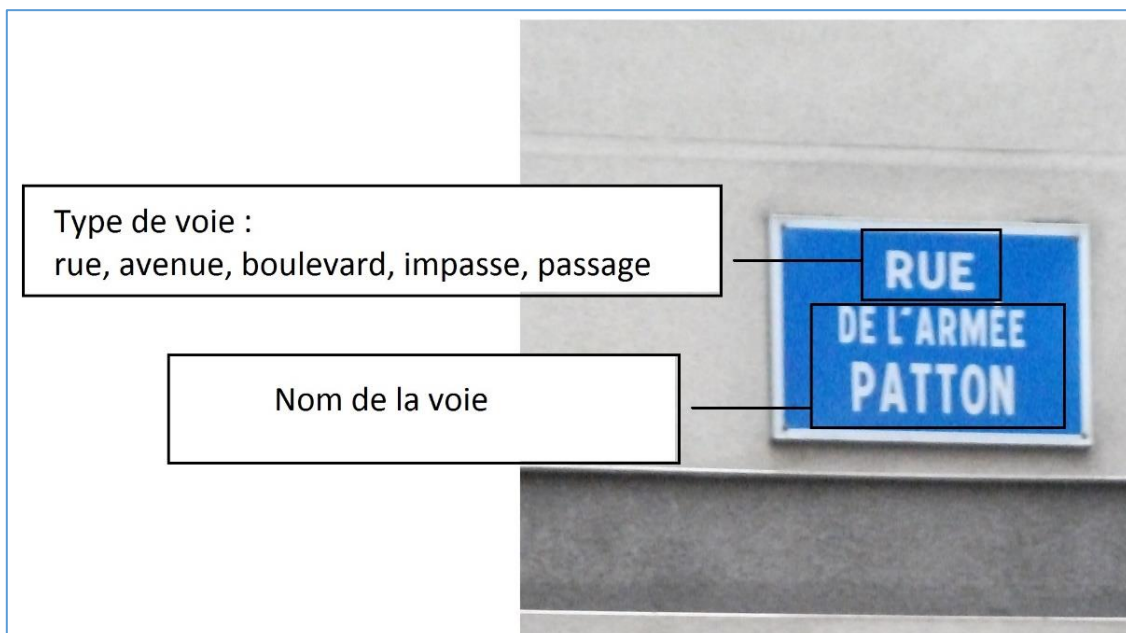 Type de voie :
rue, avenue, boulevard, impasse, passage
Nom de la voie
RUE
DE L'ARMÉE
PATTON